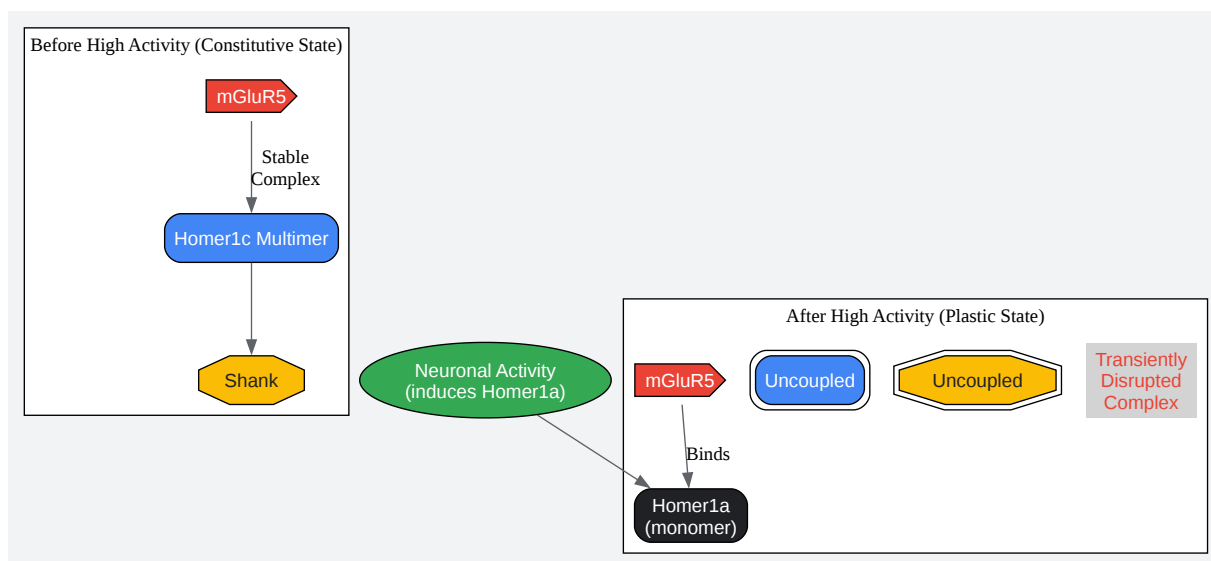 Before High Activity (Constitutive State)
mGluR5
Stable
Complex
Homer1c Multimer
Shank
Neuronal Activity
(induces Homer1a)
After High Activity (Plastic State)
mGluR5
Uncoupled
Uncoupled
Transiently
Disrupted
Complex
Binds
Homer1a
(monomer)